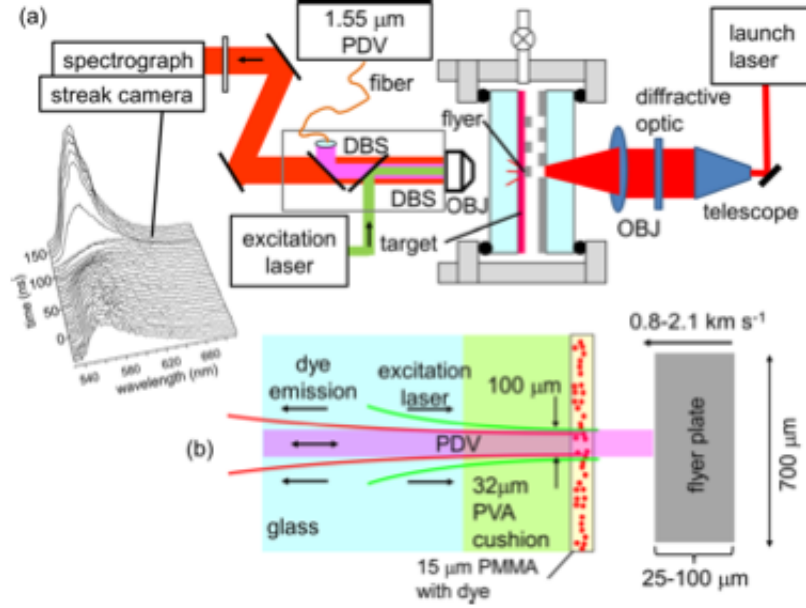 (a)
1.55 μm
PDV
spectrograph
streak camera
fiber
DBS
DBS
OBJ
excitation
laser
flyer
target
launch
laser
diffractive
optic
OBJ
telescope
time (ns)
150
100
50
0
540
580
620
660
wavelength (nm)
(b)
dye
emission
excitation
laser
100 μm
PDV
glass
32μm
PVA
cushion
15 μm PMMA
with dye
0.8-2.1 km s⁻¹
flyer plate
700 μm
25-100 μm